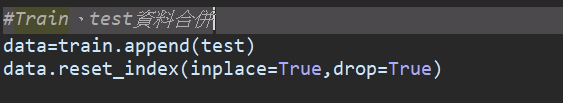 #Train、test資料合併
data=train.append(test)
data.reset_index(inplace=True,drop=True)